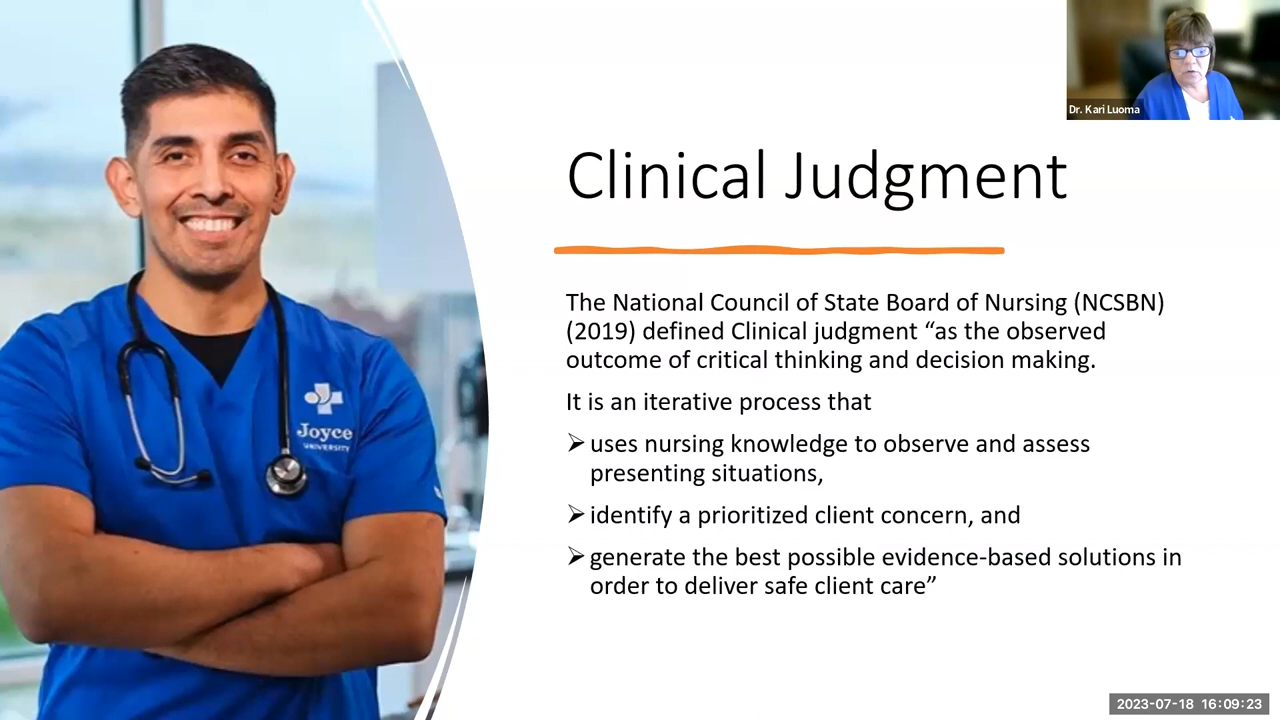 Dr. Kari Luoma
Clinical Judgment
The National Council of State Board of Nursing (NCSBN)
(2019) defined Clinical judgment “as the observed
outcome of critical thinking and decision making.
It is an iterative process that
uses nursing knowledge to observe and assess
presenting situations,
identify a prioritized client concern, and
generate the best possible evidence-based solutions in
order to deliver safe client care”
Joyce
UNIVERSITY
2023-07-18 16:09:23